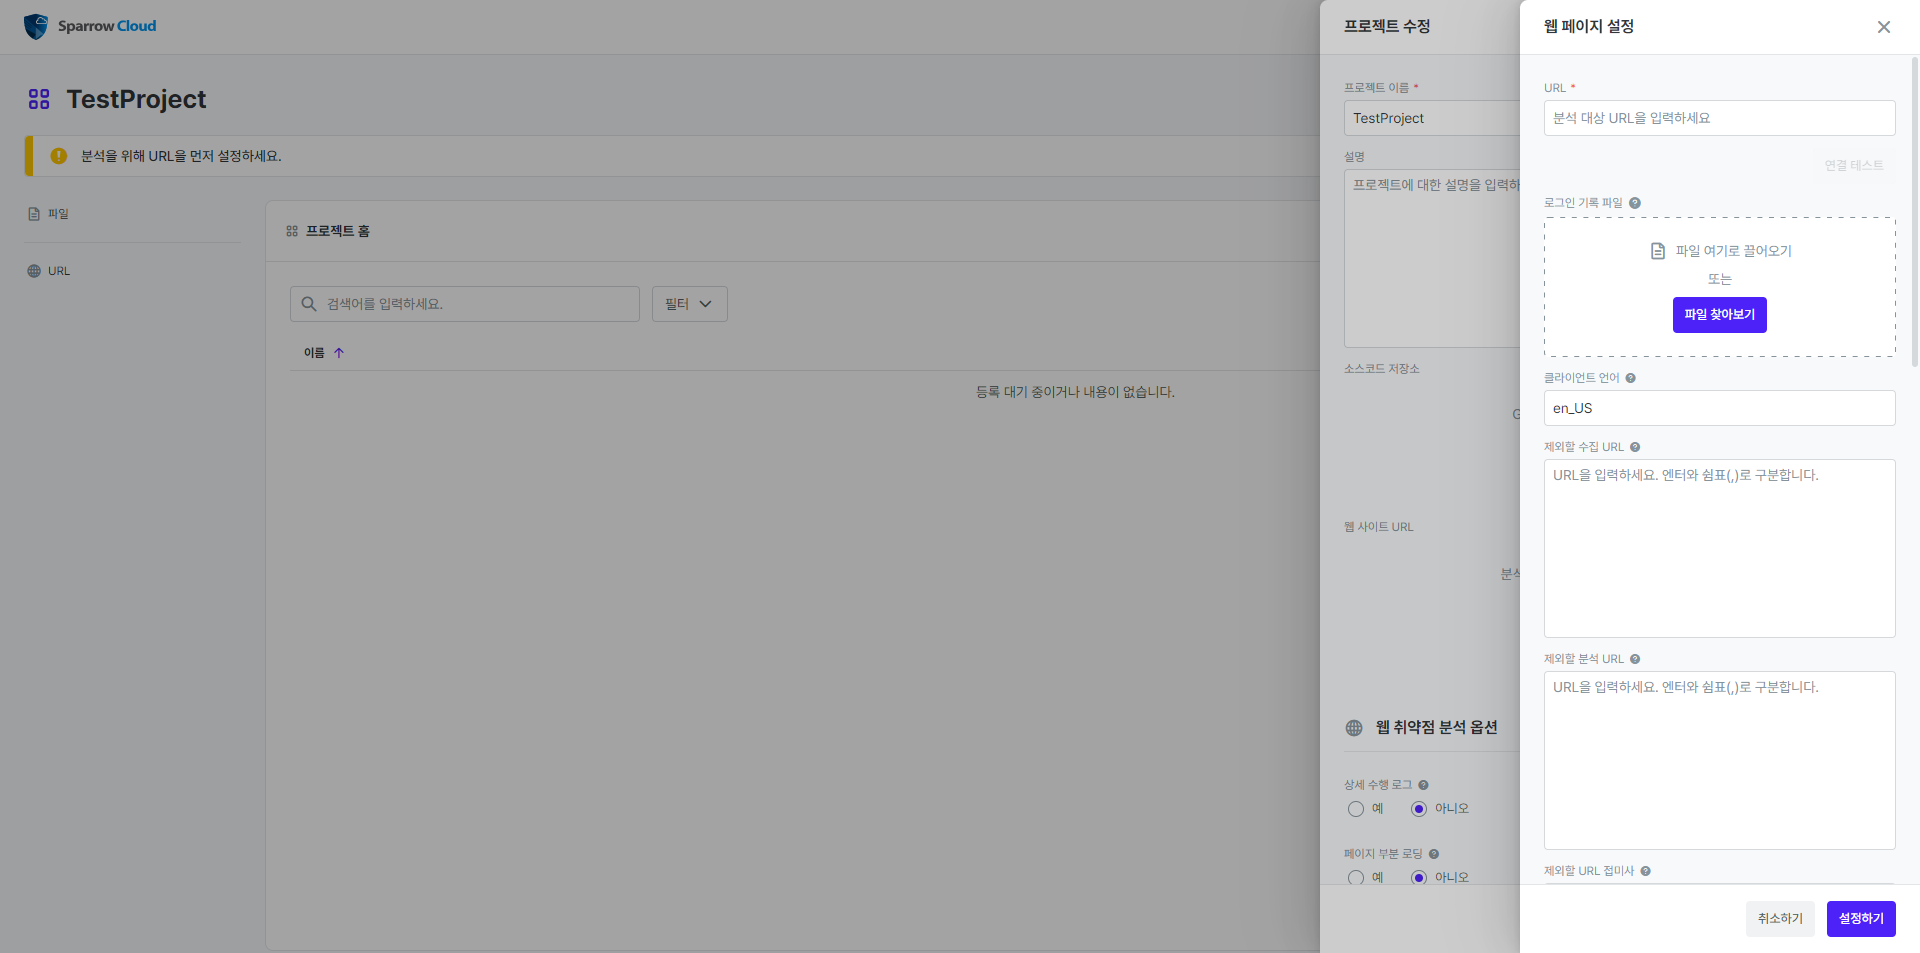 Sparrow Cloud
TestProject
분석을 위해 URL을 먼저 설정하세요.
파일
URL
프로젝트 홈
검색어를 입력하세요.
필터
이름
등록 대기 중이거나 내용이 없습니다.
프로젝트 수정
프로젝트 이름 *
TestProject
설명
프로젝트에 대한 설명을 입력하
소스코드 저장소
웹 사이트 URL
웹 취약점 분석 옵션
상세 수행 로그
예
아니오
페이지 부분 로딩
예
아니오
웹 페이지 설정
URL *
분석 대상 URL을 입력하세요
연결 테스트
로그인 기록 파일
파일 여기로 끌어오기
또는
파일 찾아보기
클라이언트 언어
en_US
제외할 수집 URL
URL을 입력하세요. 엔터와 쉼표(,)로 구분합니다.
제외할 분석 URL
URL을 입력하세요. 엔터와 쉼표(,)로 구분합니다.
제외할 URL 접미사
취소하기
설정하기